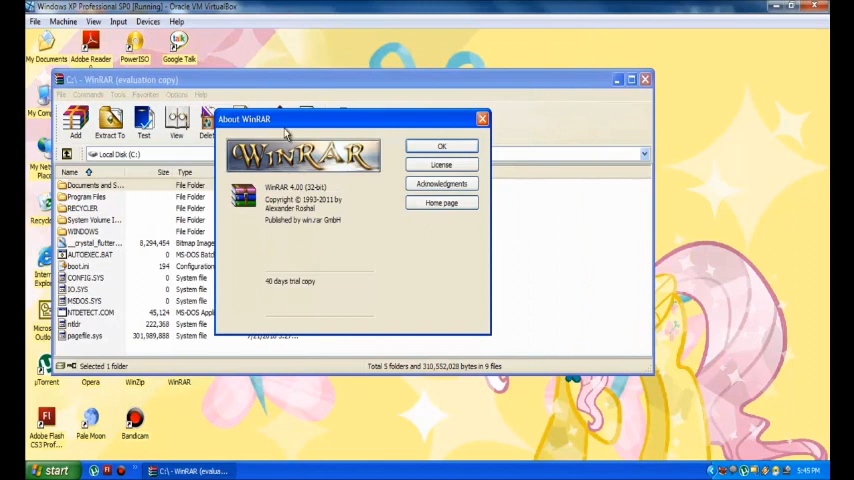 Windows XP Professional SP0 [Running] - Oracle VM VirtualBox
File Machine View Input Devices Help
My Documents Adobe Reader PowerISO Google Talk
C:\ - WinRAR (evaluation copy)
File Commands Tools Favorites Options Help
Add Extract To Test View
About WinRAR
WinRAR
OK
License
Acknowledgments
Home page
WinRAR 4.00 (32-bit)
Copyright © 1993-2011 by
Alexander Roshal
Published by win.rar GmbH
40 days trial copy
Local Disk (C:)
Name Size Type
Documents and S... File Folder
Program Files File Folder
RECYCLER File Folder
System Volume I... File Folder
WINDOWS File Folder
__crystal_flutter... 8,294,454 Bitmap Image
AUTOEXEC.BAT 0 MS-DOS Batc
boot.ini 194 Configuration
CONFIG.SYS 0 System file
IO.SYS 0 System file
MSDOS.SYS 0 System file
NTDETECT.COM 45,124 MS-DOS Appl
ntldr 222,368 System file
pagefile.sys 301,989,888 System file
Selected 1 folder Total 5 folders and 310,552,028 bytes in 9 files
µTorrent Opera WinZip WinRAR
Adobe Flash
CS3 Prof... Pale Moon Bandicam
start C:\ - WinRAR (evalua... 5:45 PM